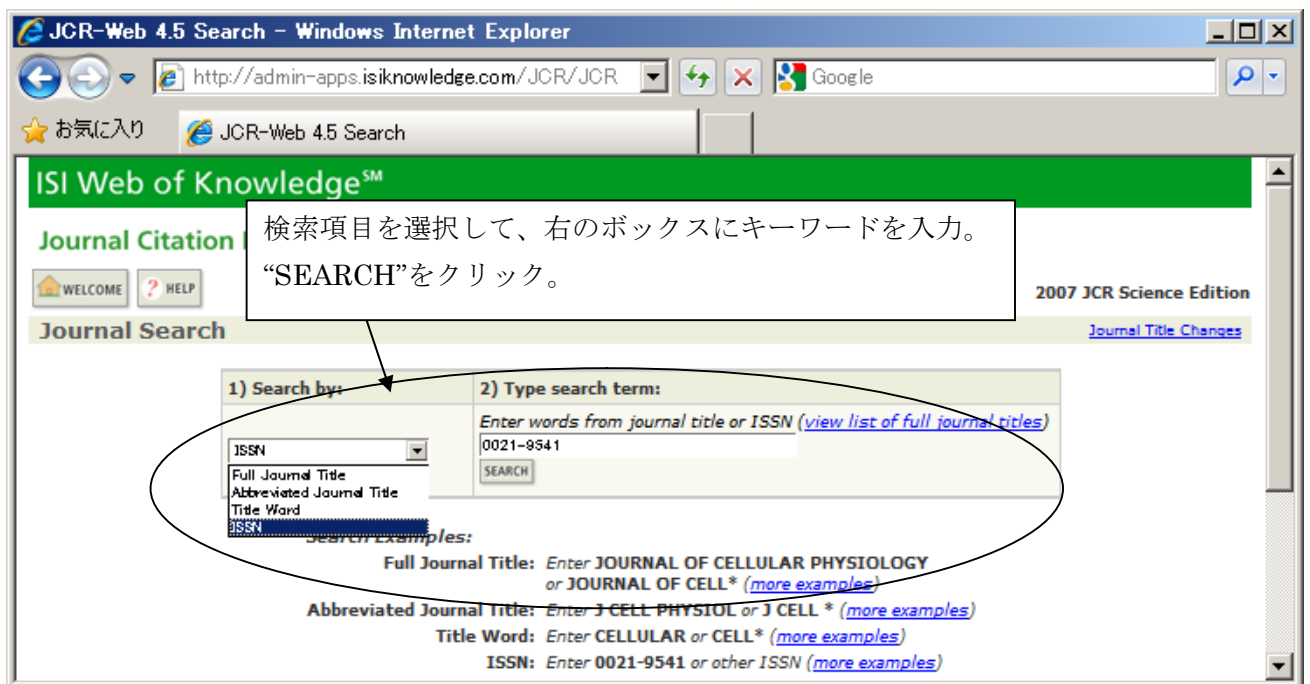 JCR-Web 4.5 Search - Windows Internet Explorer
http://admin-apps.isiknowledge.com/JCR/JCR
Google
お気に入り
JCR-Web 4.5 Search
ISI Web of Knowledge℠
Journal Citation
検索項目を選択して、右のボックスにキーワードを入力。
“SEARCH”をクリック。
WELCOME
? HELP
2007 JCR Science Edition
Journal Search
Journal Title Changes
1) Search by:
2) Type search term:
Enter words from journal title or ISSN (view list of full journal titles)
ISSN
0021-9541
SEARCH
Full Journal Title
Abbreviated Journal Title
Title Word
ISSN
Search Examples:
Full Journal Title: Enter JOURNAL OF CELLULAR PHYSIOLOGY
or JOURNAL OF CELL* (more examples)
Abbreviated Journal Title: Enter J CELL PHYSIOL or J CELL * (more examples)
Title Word: Enter CELLULAR or CELL* (more examples)
ISSN: Enter 0021-9541 or other ISSN (more examples)